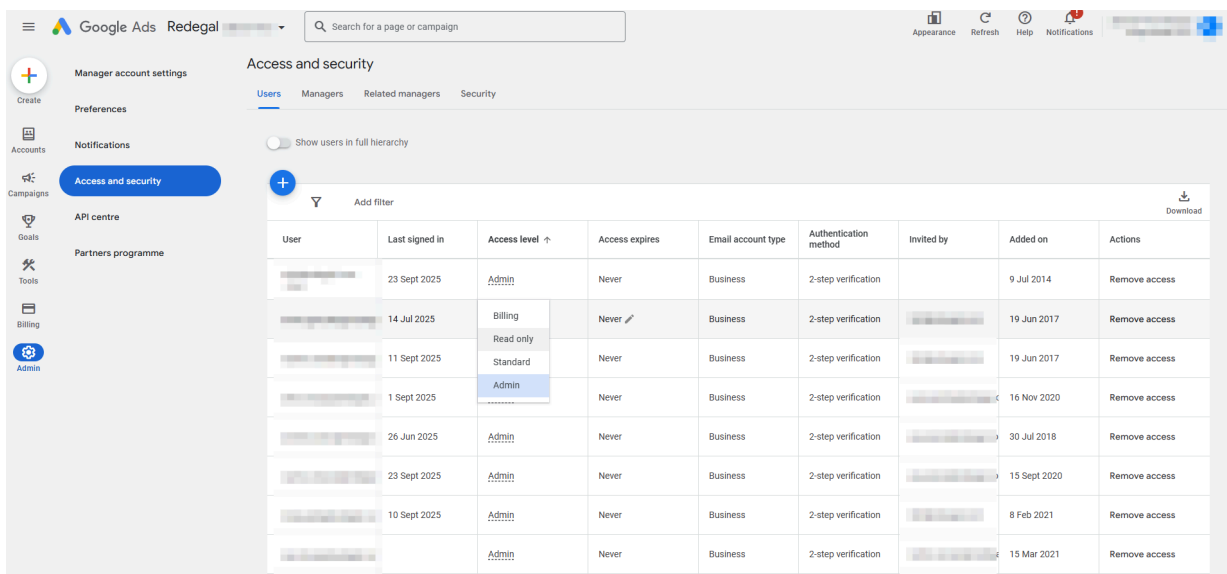 Google Ads Redegal
Search for a page or campaign
Appearance Refresh Help Notifications
Create
Accounts
Campaigns
Goals
Tools
Billing
Admin
Manager account settings
Preferences
Notifications
Access and security
API centre
Partners programme
Access and security
Users Managers Related managers Security
Show users in full hierarchy
Add filter
Download
User Last signed in Access level ↑ Access expires Email account type Authentication method Invited by Added on Actions
23 Sept 2025 Admin Never Business 2-step verification 9 Jul 2014 Remove access
14 Jul 2025 Never Business 2-step verification 19 Jun 2017 Remove access
11 Sept 2025 Never Business 2-step verification 19 Jun 2017 Remove access
1 Sept 2025 Never Business 2-step verification 16 Nov 2020 Remove access
Billing
Read only
Standard
Admin
26 Jun 2025 Admin Never Business 2-step verification 30 Jul 2018 Remove access
23 Sept 2025 Admin Never Business 2-step verification 15 Sept 2020 Remove access
10 Sept 2025 Admin Never Business 2-step verification 8 Feb 2021 Remove access
Admin Never Business 2-step verification 15 Mar 2021 Remove access